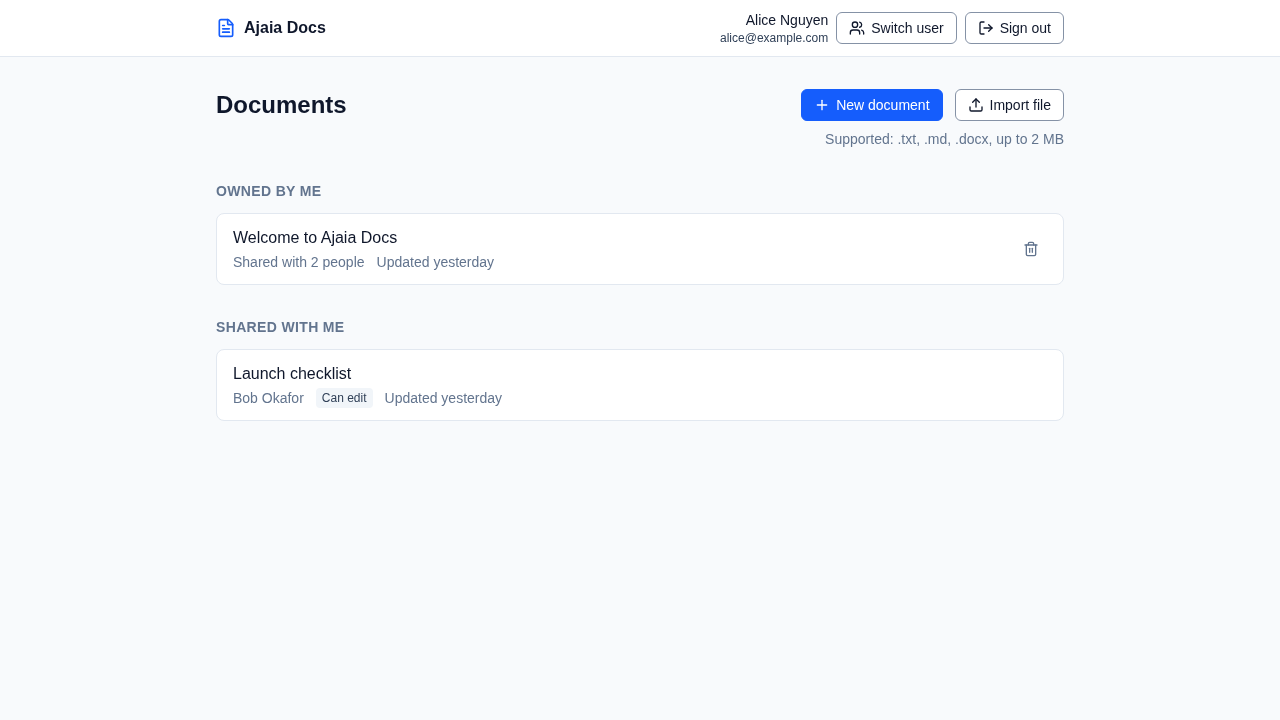 Ajaia Docs
Alice Nguyen
alice@example.com
Switch user
Sign out
Documents
New document
Import file
Supported: .txt, .md, .docx, up to 2 MB
OWNED BY ME
Welcome to Ajaia Docs
Shared with 2 people Updated yesterday
SHARED WITH ME
Launch checklist
Bob Okafor Can edit Updated yesterday